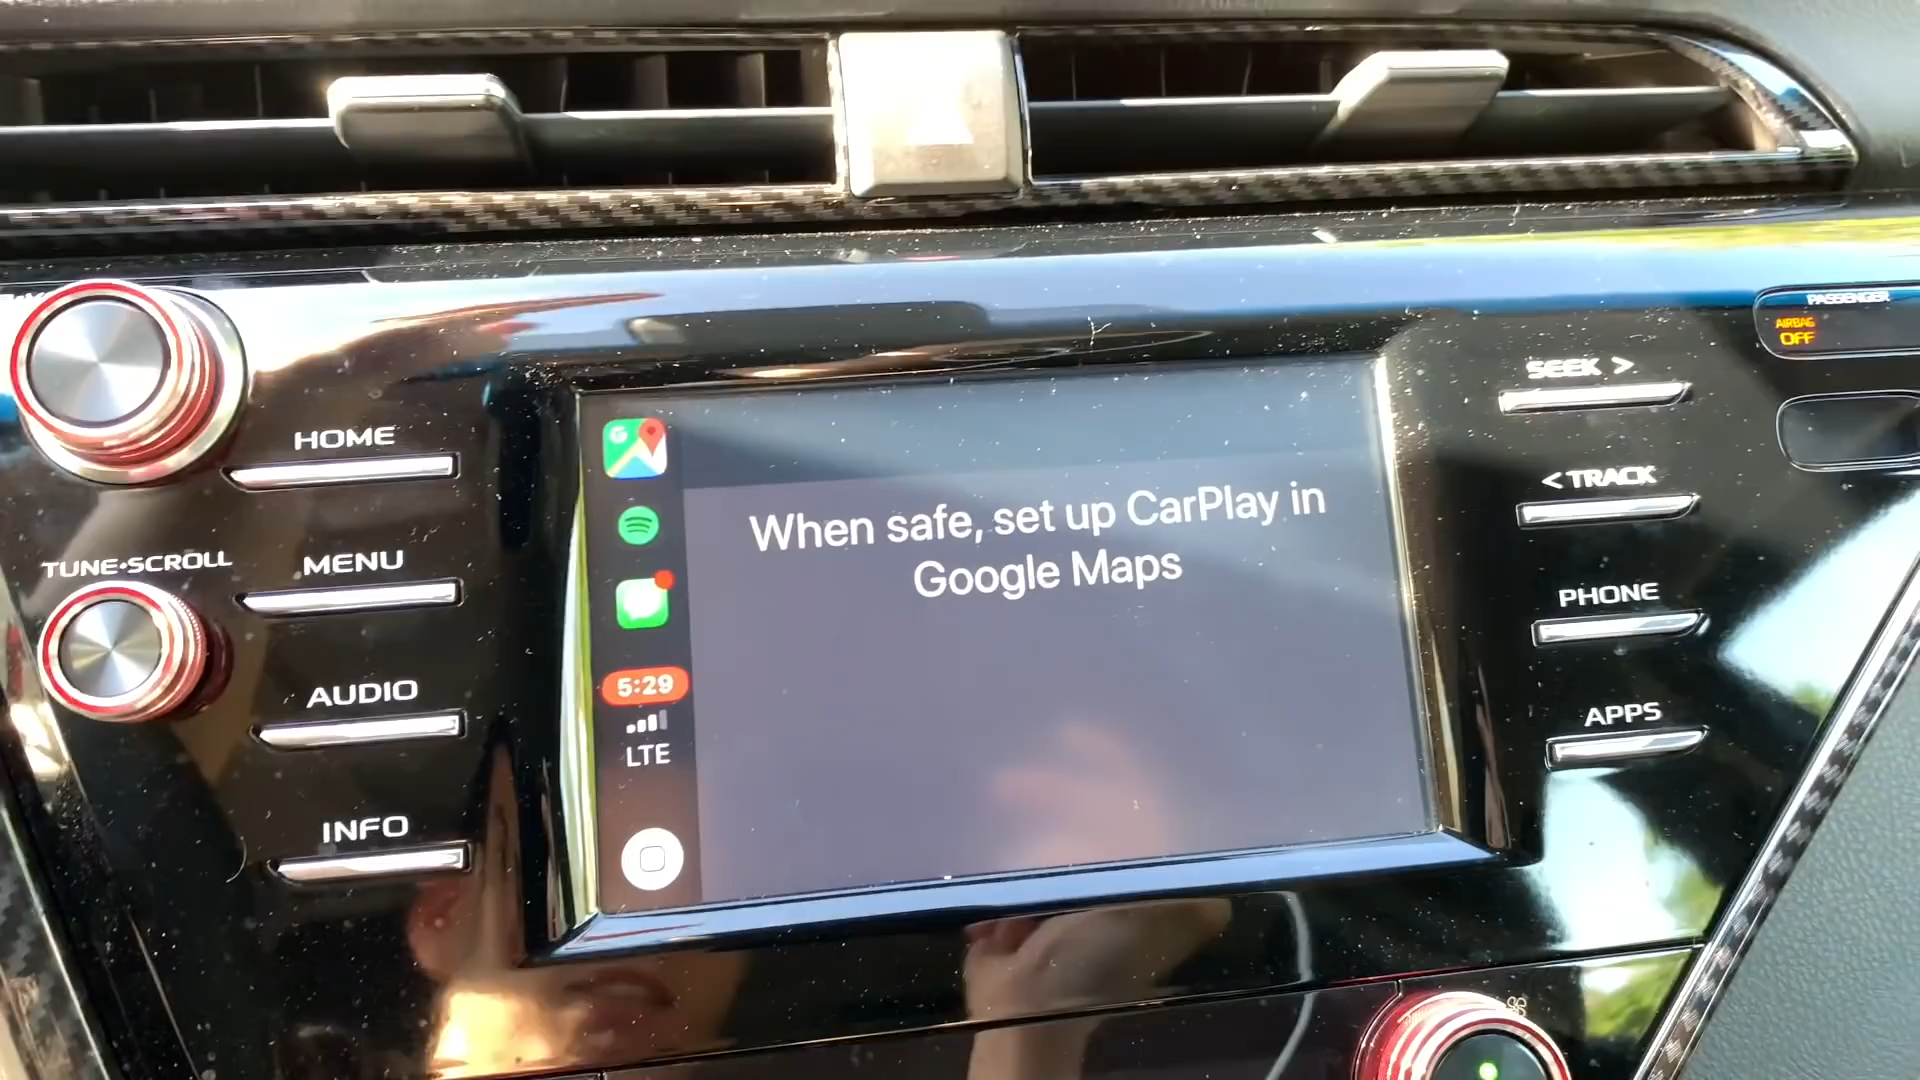 PASSENGER
AIRBAG
OFF
HOME
TUNE•SCROLL
MENU
AUDIO
INFO
G
When safe, set up CarPlay in
Google Maps
5:29
LTE
SEEK >
< TRACK
PHONE
APPS